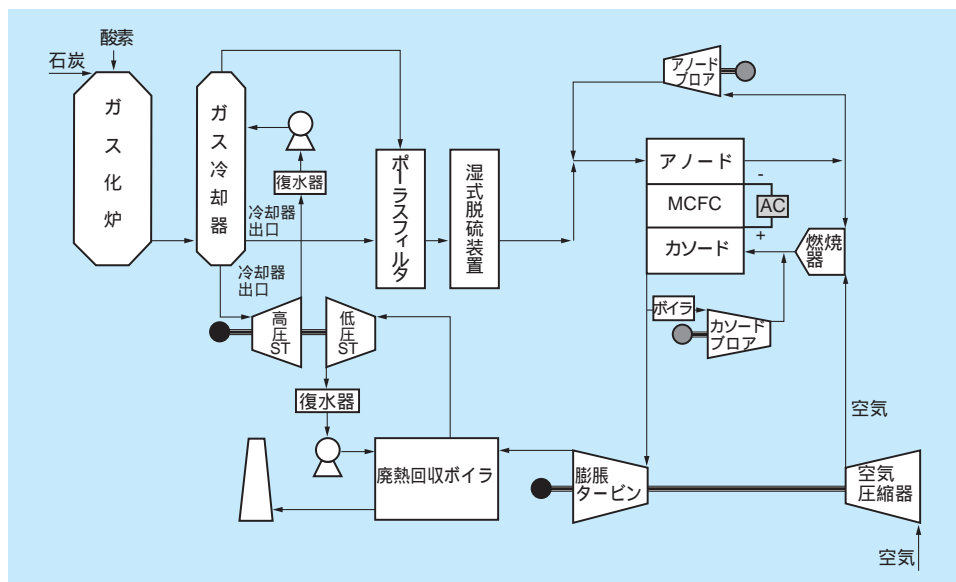 酸素
石炭
ガス化炉
ガス冷却器
復水器
冷却器
出口
冷却器
出口
ポーラスフィルタ
湿式脱硫装置
アノード
ブロア
アノード
MCFC
カソード
-
AC
+
燃焼
器
ボイラ
カソード
ブロア
高圧
ST
低圧
ST
復水器
廃熱回収ボイラ
膨脹
タービン
空気
空気
圧縮器
空気